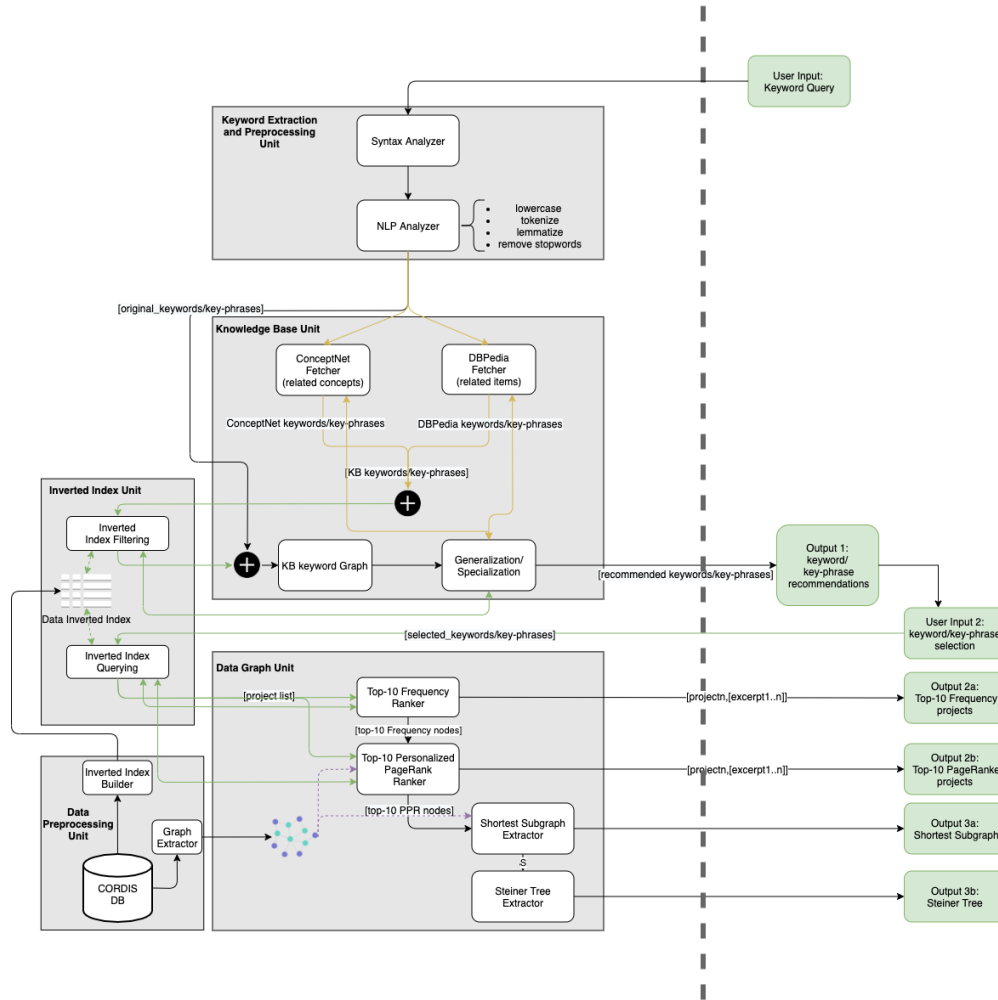 User Input:
Keyword Query
Keyword Extraction
and Preprocessing
Unit
Syntax Analyzer
NLP Analyzer
lowercase
tokenize
lemmatize
remove stopwords
[original_keywords/key-phrases]
Knowledge Base Unit
ConceptNet
Fetcher
(related concepts)
DBPedia
Fetcher
(related items)
ConceptNet keywords/key-phrases
DBPedia keywords/key-phrases
[KB keywords/key-phrases]
Inverted Index Unit
Inverted
Index Filtering
KB keyword Graph
Generalization/
Specialization
[recommended keywords/key-phrases]
Output 1:
keyword/
key-phrase
recommendations
Data Inverted Index
[selected_keywords/key-phrases]
User Input 2:
keyword/key-phrase
selection
Inverted Index
Querying
Data Graph Unit
[project list]
Top-10 Frequency
Ranker
[projectn,[excerpt1..n]]
Output 2a:
Top-10 Frequency
projects
[top-10 Frequency nodes]
Top-10 Personalized
PageRank
Ranker
[projectn,[excerpt1..n]]
Output 2b:
Top-10 PageRanke
projects
Inverted Index
Builder
Data
Preprocessing
Unit
Graph
Extractor
[top-10 PPR nodes]
Shortest Subgraph
Extractor
Output 3a:
Shortest Subgraph
S
CORDIS
DB
Steiner Tree
Extractor
Output 3b:
Steiner Tree